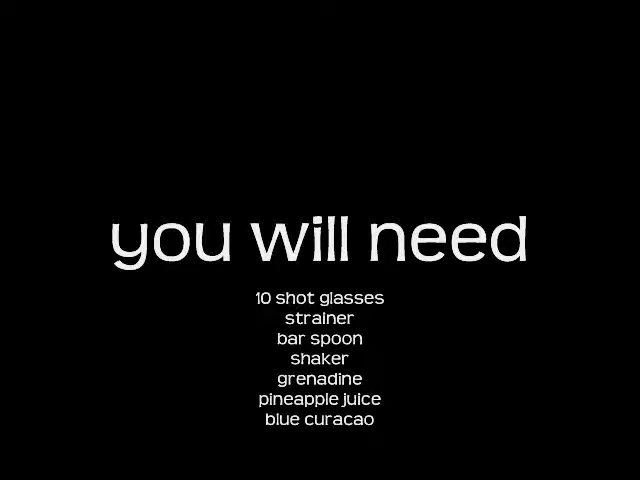 you will need
10 shot glasses
strainer
bar spoon
shaker
grenadine
pineapple juice
blue curacao